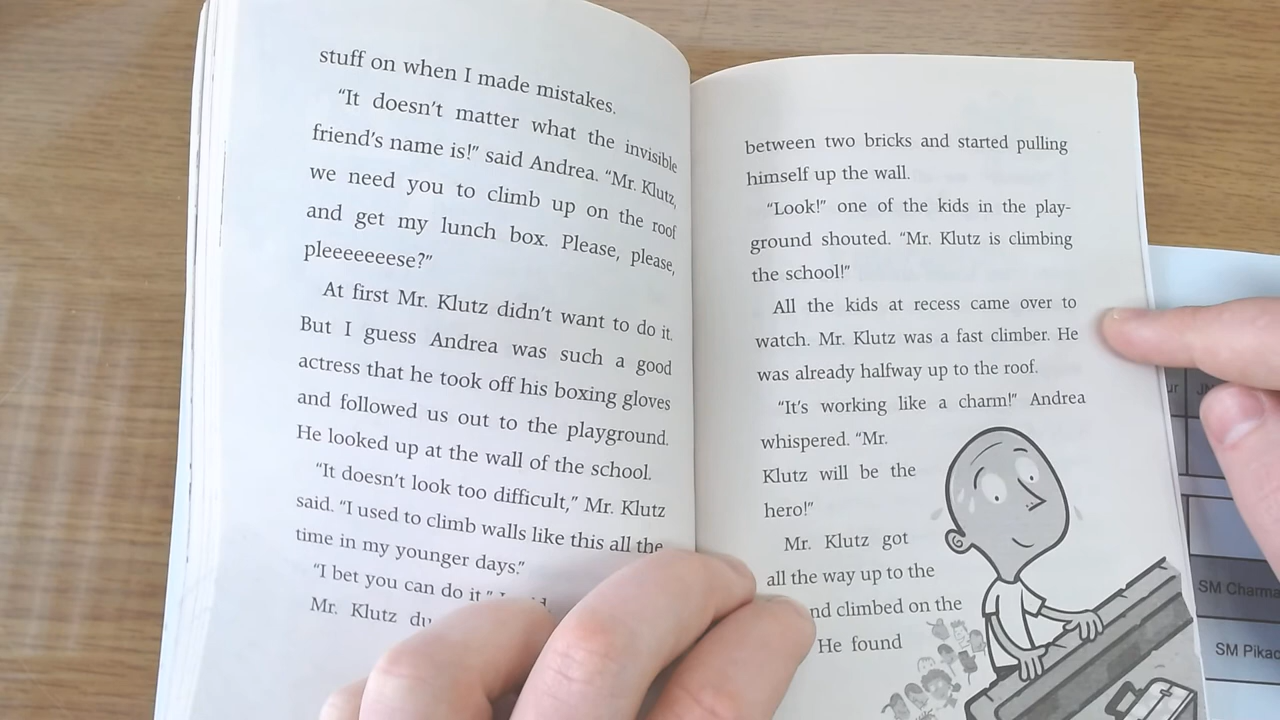 stuff on when I made mistakes.
“It doesn’t matter what the invisible
friend’s name is!” said Andrea. “Mr. Klutz,
we need you to climb up on the roof
and get my lunch box. Please, please,
pleeeeeeese?”
At first Mr. Klutz didn’t want to do it.
But I guess Andrea was such a good
actress that he took off his boxing gloves
and followed us out to the playground.
He looked up at the wall of the school.
“It doesn’t look too difficult,” Mr. Klutz
said. “I used to climb walls like this all the
time in my younger days.”
“I bet you can do it,”
Mr. Klutz
between two bricks and started pulling
himself up the wall.
“Look!” one of the kids in the play-
ground shouted. “Mr. Klutz is climbing
the school!”
All the kids at recess came over to
watch. Mr. Klutz was a fast climber. He
was already halfway up to the roof.
“It’s working like a charm!” Andrea
whispered. “Mr.
Klutz will be the
hero!”
Mr. Klutz got
all the way up to the
climbed on the
He found
SM
SM